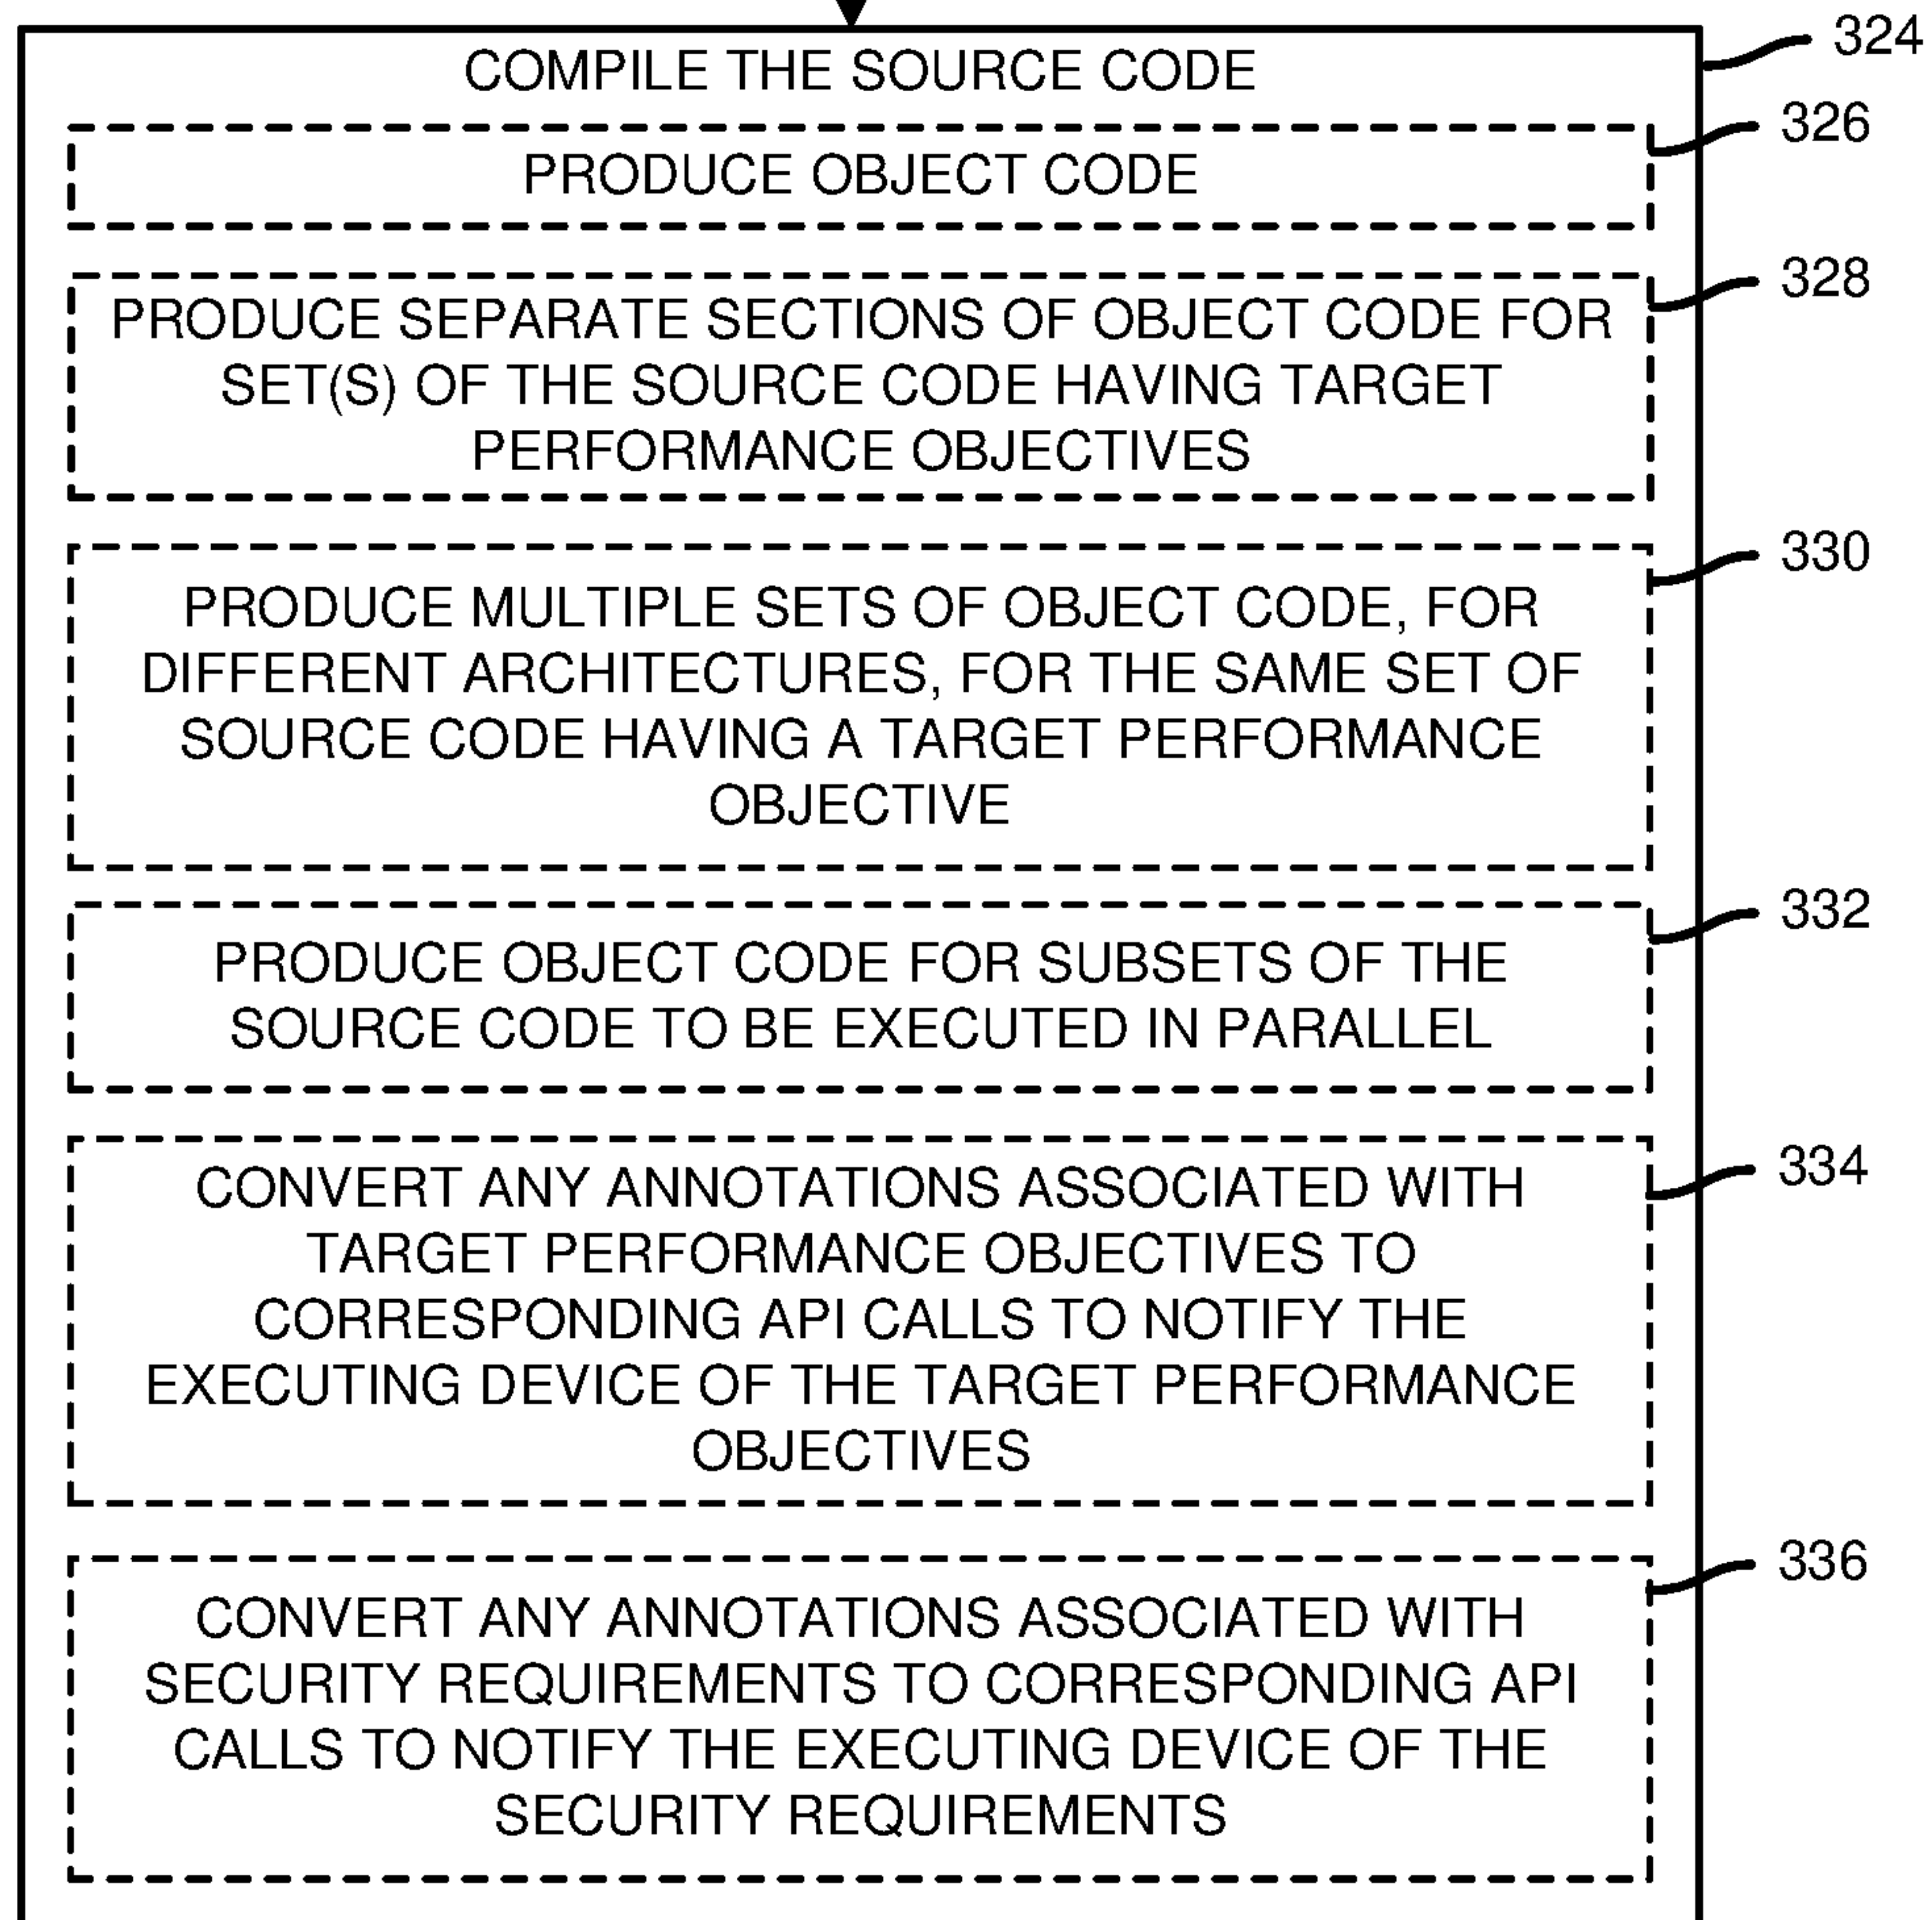 COMPILE THE SOURCE CODE
324
PRODUCE OBJECT CODE
326
PRODUCE SEPARATE SECTIONS OF OBJECT CODE FOR
SET(S) OF THE SOURCE CODE HAVING TARGET
PERFORMANCE OBJECTIVES
328
PRODUCE MULTIPLE SETS OF OBJECT CODE, FOR
DIFFERENT ARCHITECTURES, FOR THE SAME SET OF
SOURCE CODE HAVING A TARGET PERFORMANCE
OBJECTIVE
330
PRODUCE OBJECT CODE FOR SUBSETS OF THE
SOURCE CODE TO BE EXECUTED IN PARALLEL
332
CONVERT ANY ANNOTATIONS ASSOCIATED WITH
TARGET PERFORMANCE OBJECTIVES TO
CORRESPONDING API CALLS TO NOTIFY THE
EXECUTING DEVICE OF THE TARGET PERFORMANCE
OBJECTIVES
334
CONVERT ANY ANNOTATIONS ASSOCIATED WITH
SECURITY REQUIREMENTS TO CORRESPONDING API
CALLS TO NOTIFY THE EXECUTING DEVICE OF THE
SECURITY REQUIREMENTS
336